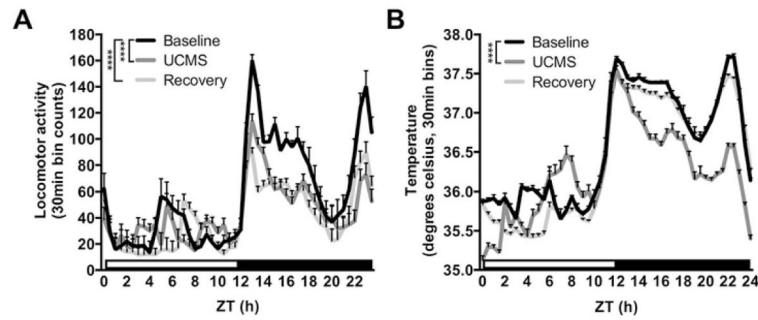 A
180
160
140
120
100
80
60
40
20
0
Locomotor activity
(30min bin counts)
****
****
Baseline
UCMS
Recovery
0 2 4 6 8 10 12 14 16 18 20 22
ZT (h)
B
38.0
37.5
37.0
36.5
36.0
35.5
35.0
Temperature
(degrees celsius, 30min bins)
****
Baseline
UCMS
Recovery
0 2 4 6 8 10 12 14 16 18 20 22 24
ZT (h)